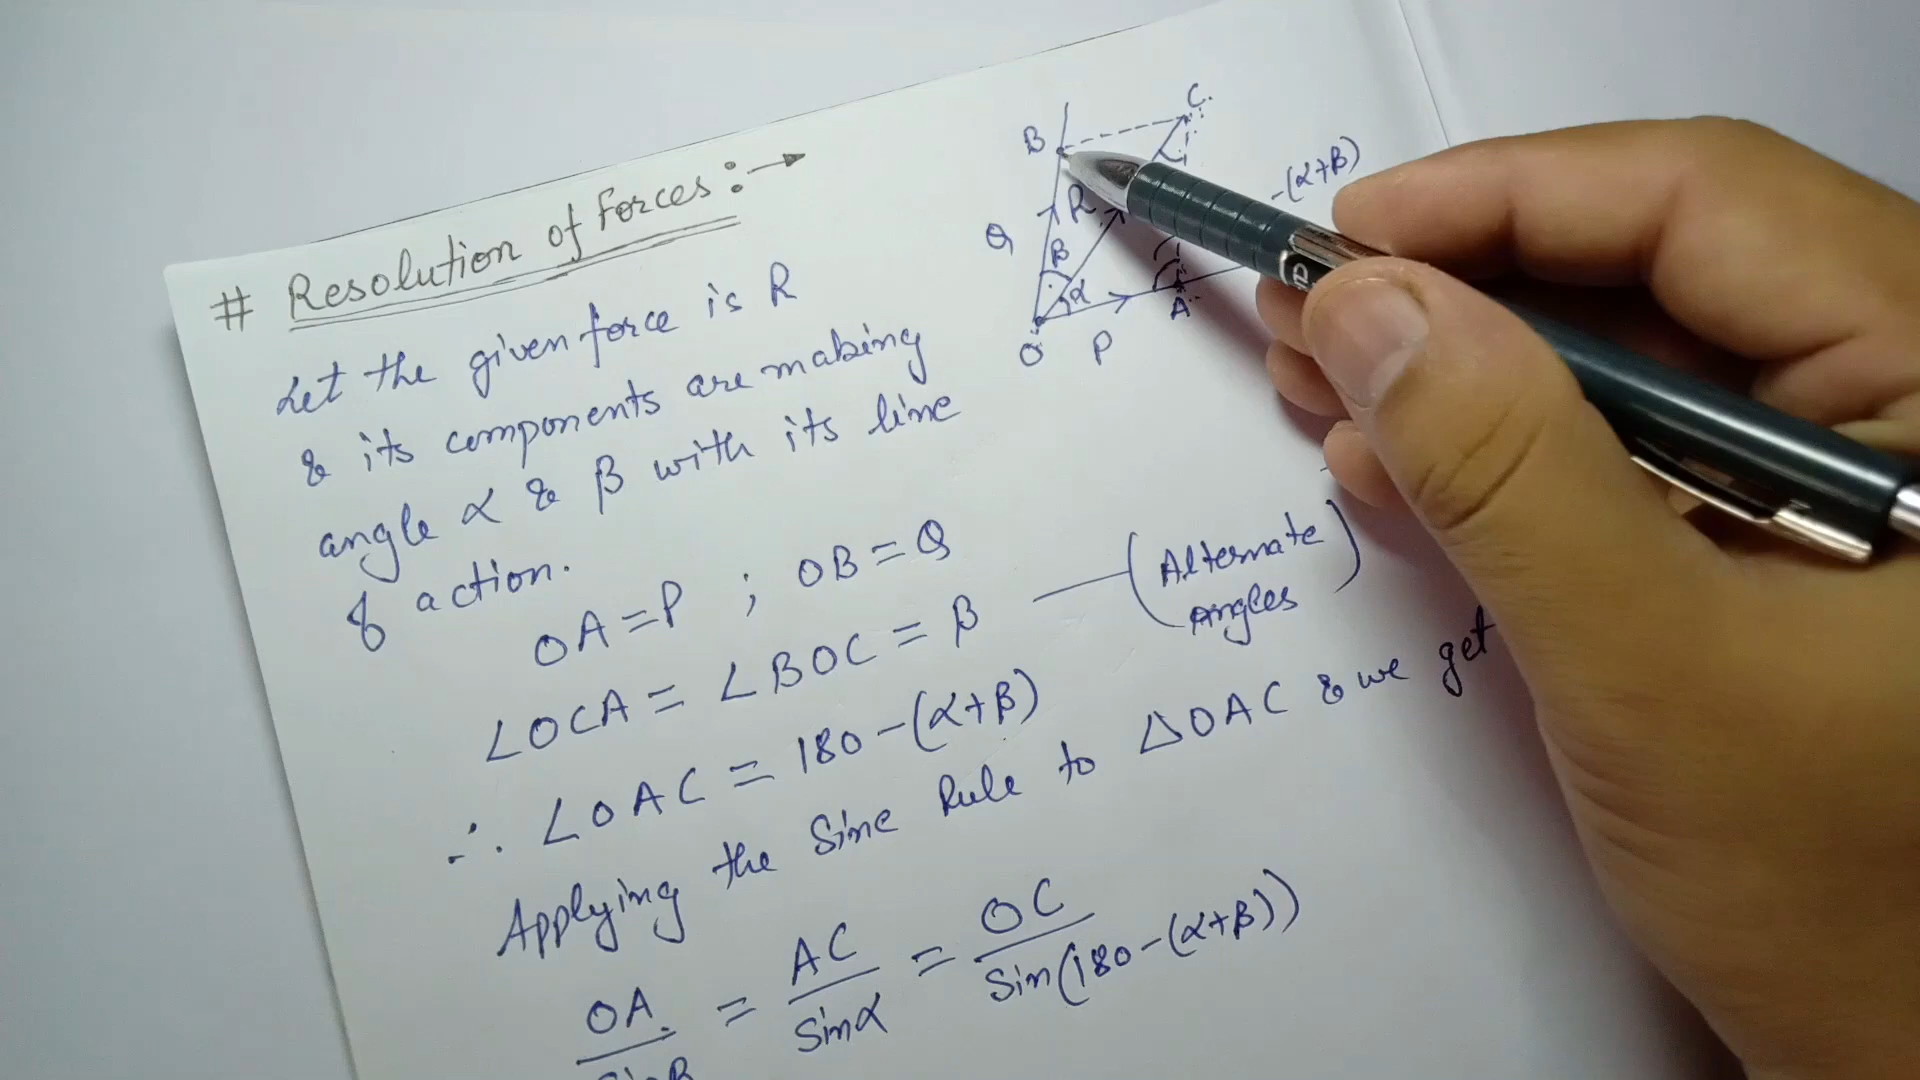 # Resolution of forces:→
Let the given force is R
& its components are making
angle α & β with its line
of action.
OA = P ; OB = Q
∠OCA = ∠BOC = β — (Alternate Angles)
∴ ∠OAC = 180 - (α+β)
Applying the Sine Rule to △OAC & we get
OA/Sinβ = AC/Sinα = OC/Sin(180-(α+β))
B
C
-(α+β)
R
Q
β
α
A
O
P